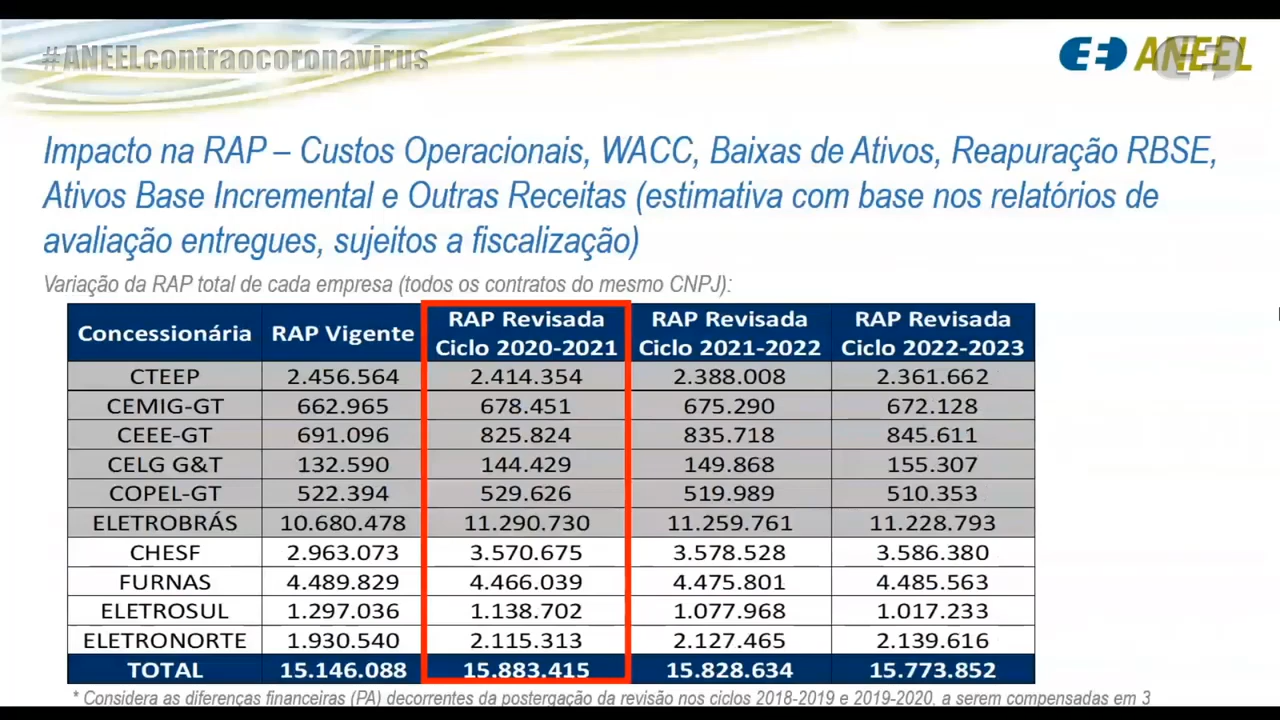 #ANEELcontraocoronavirus
ANEEL
Impacto na RAP – Custos Operacionais, WACC, Baixas de Ativos, Reapuração RBSE,
Ativos Base Incremental e Outras Receitas (estimativa com base nos relatórios de
avaliação entregues, sujeitos a fiscalização)
Variação da RAP total de cada empresa (todos os contratos do mesmo CNPJ):
Concessionária RAP Vigente RAP Revisada Ciclo 2020-2021 RAP Revisada Ciclo 2021-2022 RAP Revisada Ciclo 2022-2023
CTEEP 2.456.564 2.414.354 2.388.008 2.361.662
CEMIG-GT 662.965 678.451 675.290 672.128
CEEE-GT 691.096 825.824 835.718 845.611
CELG G&T 132.590 144.429 149.868 155.307
COPEL-GT 522.394 529.626 519.989 510.353
ELETROBRÁS 10.680.478 11.290.730 11.259.761 11.228.793
CHESF 2.963.073 3.570.675 3.578.528 3.586.380
FURNAS 4.489.829 4.466.039 4.475.801 4.485.563
ELETROSUL 1.297.036 1.138.702 1.077.968 1.017.233
ELETRONORTE 1.930.540 2.115.313 2.127.465 2.139.616
TOTAL 15.146.088 15.883.415 15.828.634 15.773.852
* Considera as diferenças financeiras (PA) decorrentes da postergação da revisão nos ciclos 2018-2019 e 2019-2020, a serem compensadas em 3